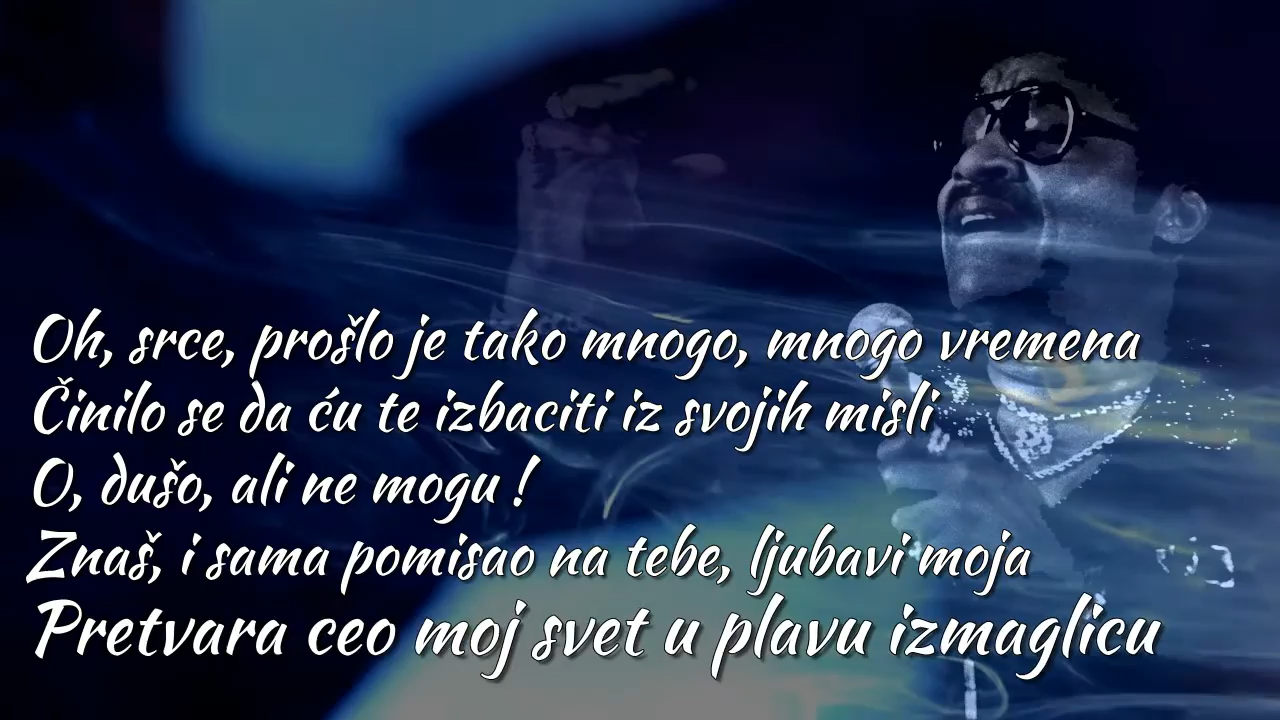 Oh, srce, prošlo je tako mnogo, mnogo vremena
Činilo se da ću te izbaciti iz svojih misli
O, dušo, ali ne mogu !
Znaš, i sama pomisao na tebe, ljubavi moja
Pretvara ceo moj svet u plavu izmaglicu